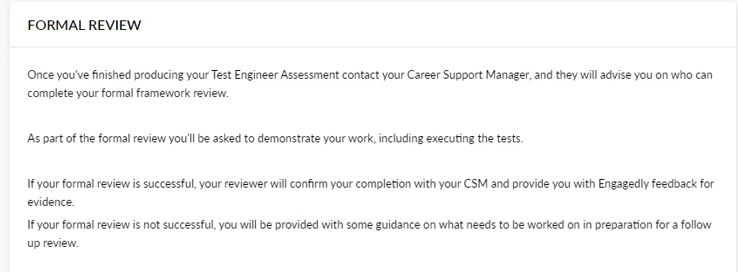 FORMAL REVIEW
Once you've finished producing your Test Engineer Assessment contact your Career Support Manager, and they will advise you on who can
complete your formal framework review.
As part of the formal review you'll be asked to demonstrate your work, including executing the tests.
If your formal review is successful, your reviewer will confirm your completion with your CSM and provide you with Engagedly feedback for
evidence.
If your formal review is not successful, you will be provided with some guidance on what needs to be worked on in preparation for a follow
up review.